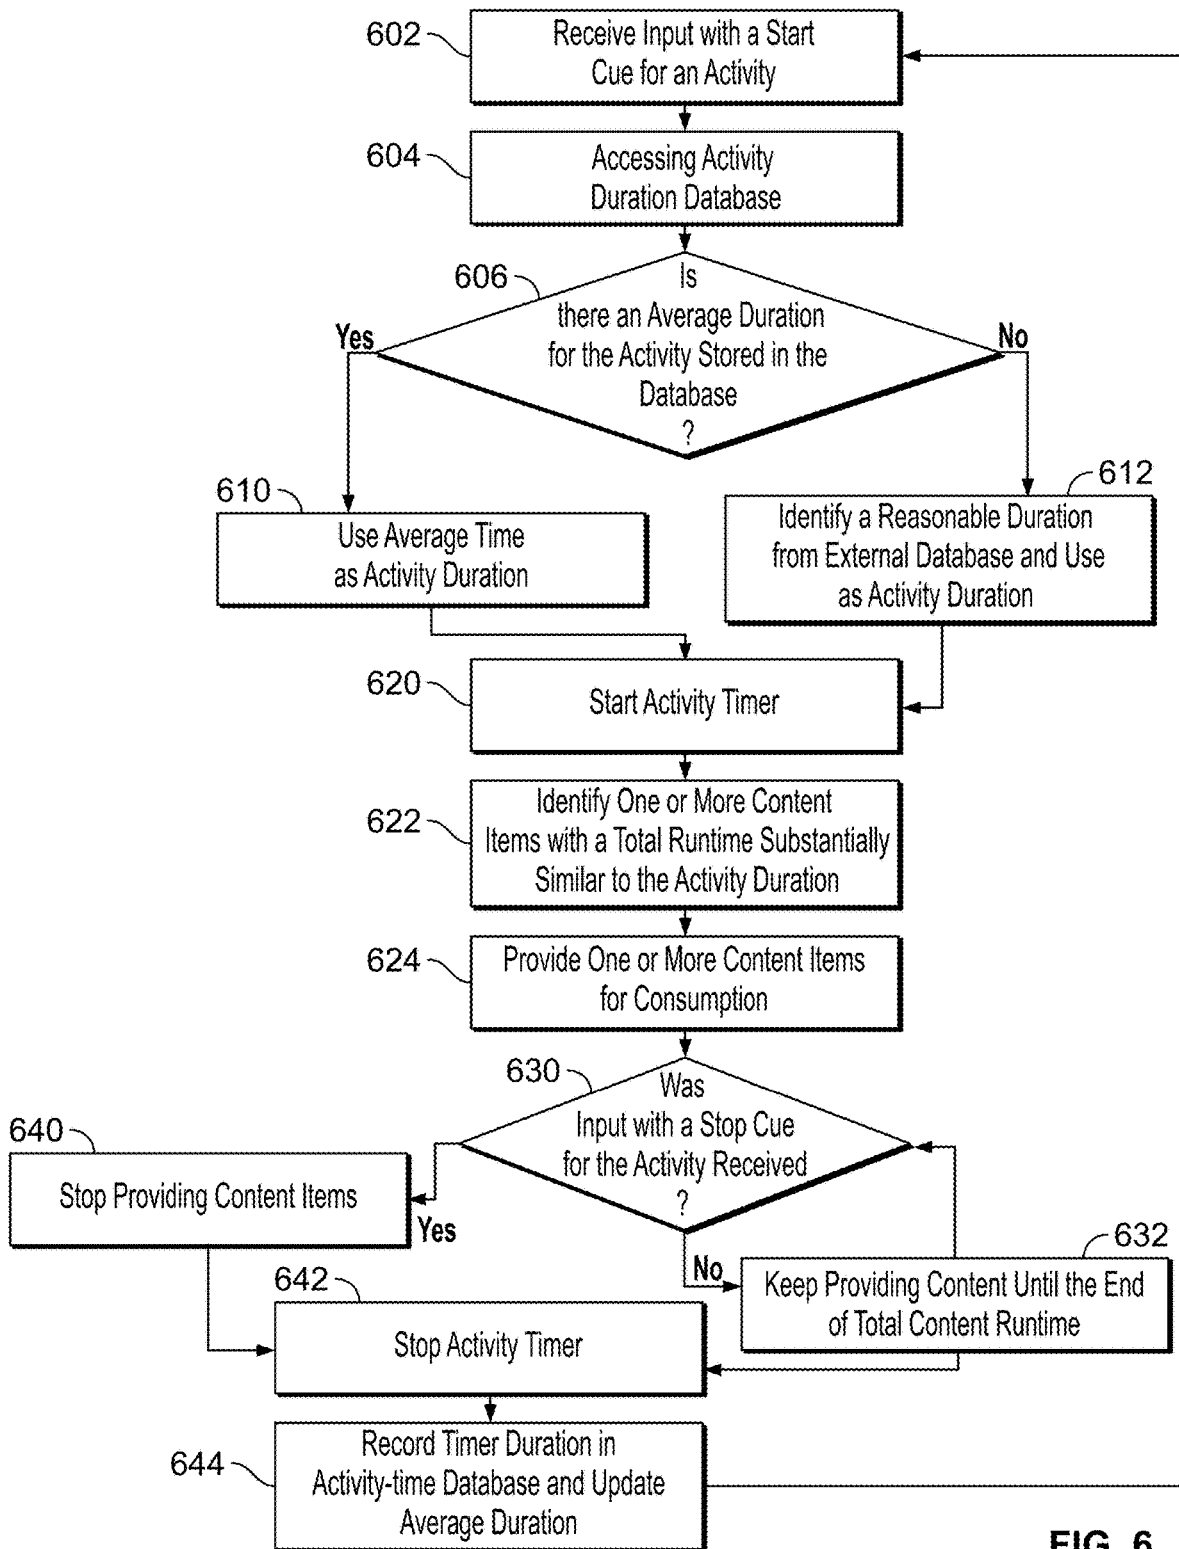 602
Receive Input with a Start
Cue for an Activity
604
Accessing Activity
Duration Database
606
Is
there an Average Duration
for the Activity Stored in the
Database
?
Yes
No
610
Use Average Time
as Activity Duration
612
Identify a Reasonable Duration
from External Database and Use
as Activity Duration
620
Start Activity Timer
622
Identify One or More Content
Items with a Total Runtime Substantially
Similar to the Activity Duration
624
Provide One or More Content Items
for Consumption
630
Was
Input with a Stop Cue
for the Activity Received
?
640
Stop Providing Content Items
Yes
No
632
Keep Providing Content Until the End
of Total Content Runtime
642
Stop Activity Timer
644
Record Timer Duration in
Activity-time Database and Update
Average Duration
FIG. 6